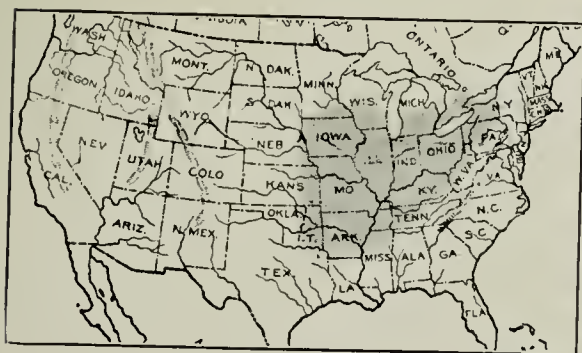 WASH.
MONT.
N. DAK.
MINN.
ONTARIO
ME.
OREGON
IDAHO
WYO.
S. DAK.
WIS.
MICH.
N.Y.
VT.
N.H.
MASS.
NEV.
UTAH
COLO
NEB
IOWA
ILL.
IND.
OHIO
PA.
CAL.
KANS
MO.
KY.
W.VA.
VA.
ARIZ.
N. MEX.
OKLA.
I.T.
ARK.
TENN.
N.C.
S.C.
TEX.
LA.
MISS.
ALA
GA.
FLA.